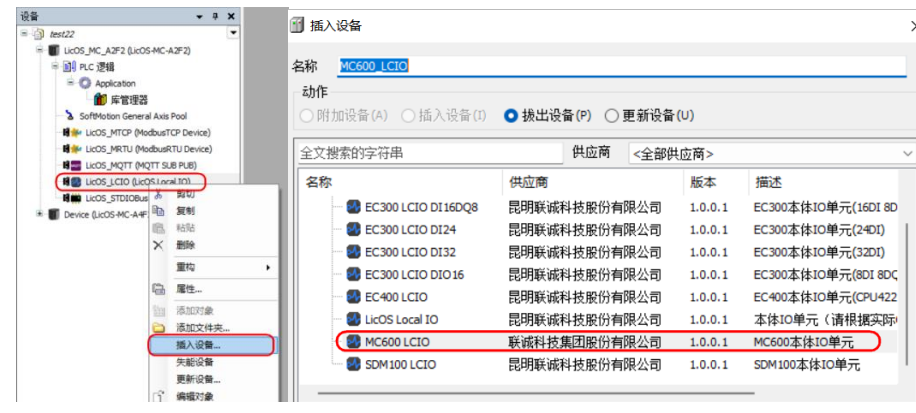 设备
test22
LicOS_MC_A2F2 (LicOS-MC-A2F2)
PLC 逻辑
Application
库管理器
SoftMotion General Axis Pool
LicOS_MTCP (ModbusTCP Device)
LicOS_MRTU (ModbusRTU Device)
LicOS_MQTT (MQTT SUB PUB)
LicOS_LCIO (LicOS Local IO)
LicOS_STDIOBus
Device (LicOS-MC-A4F
剪切
复制
粘贴
删除
重构
属性...
添加对象
添加文件夹...
插入设备...
失能设备
更新设备...
编辑对象
插入设备
名称 MC600_LCIO
动作
附加设备(A) 插入设备(I) 拔出设备(P) 更新设备(U)
全文搜索的字符串 供应商 <全部供应商>
名称 供应商 版本 描述
EC300 LCIO DI16DQ8 昆明联诚科技股份有限公司 1.0.0.1 EC300本体IO单元(16DI 8D
EC300 LCIO DI24 昆明联诚科技股份有限公司 1.0.0.1 EC300本体IO单元(24DI)
EC300 LCIO DI32 昆明联诚科技股份有限公司 1.0.0.1 EC300本体IO单元(32DI)
EC300 LCIO DIO16 昆明联诚科技股份有限公司 1.0.0.1 EC300本体IO单元(8DI 8DQ
EC400 LCIO 昆明联诚科技股份有限公司 1.0.0.1 EC400本体IO单元(CPU422
LicOS Local IO 昆明联诚科技股份有限公司 1.0.0.1 本体IO单元（请根据实际
MC600 LCIO 联诚科技集团股份有限公司 1.0.0.1 MC600本体IO单元
SDM100 LCIO 昆明联诚科技股份有限公司 1.0.0.1 SDM100本体IO单元